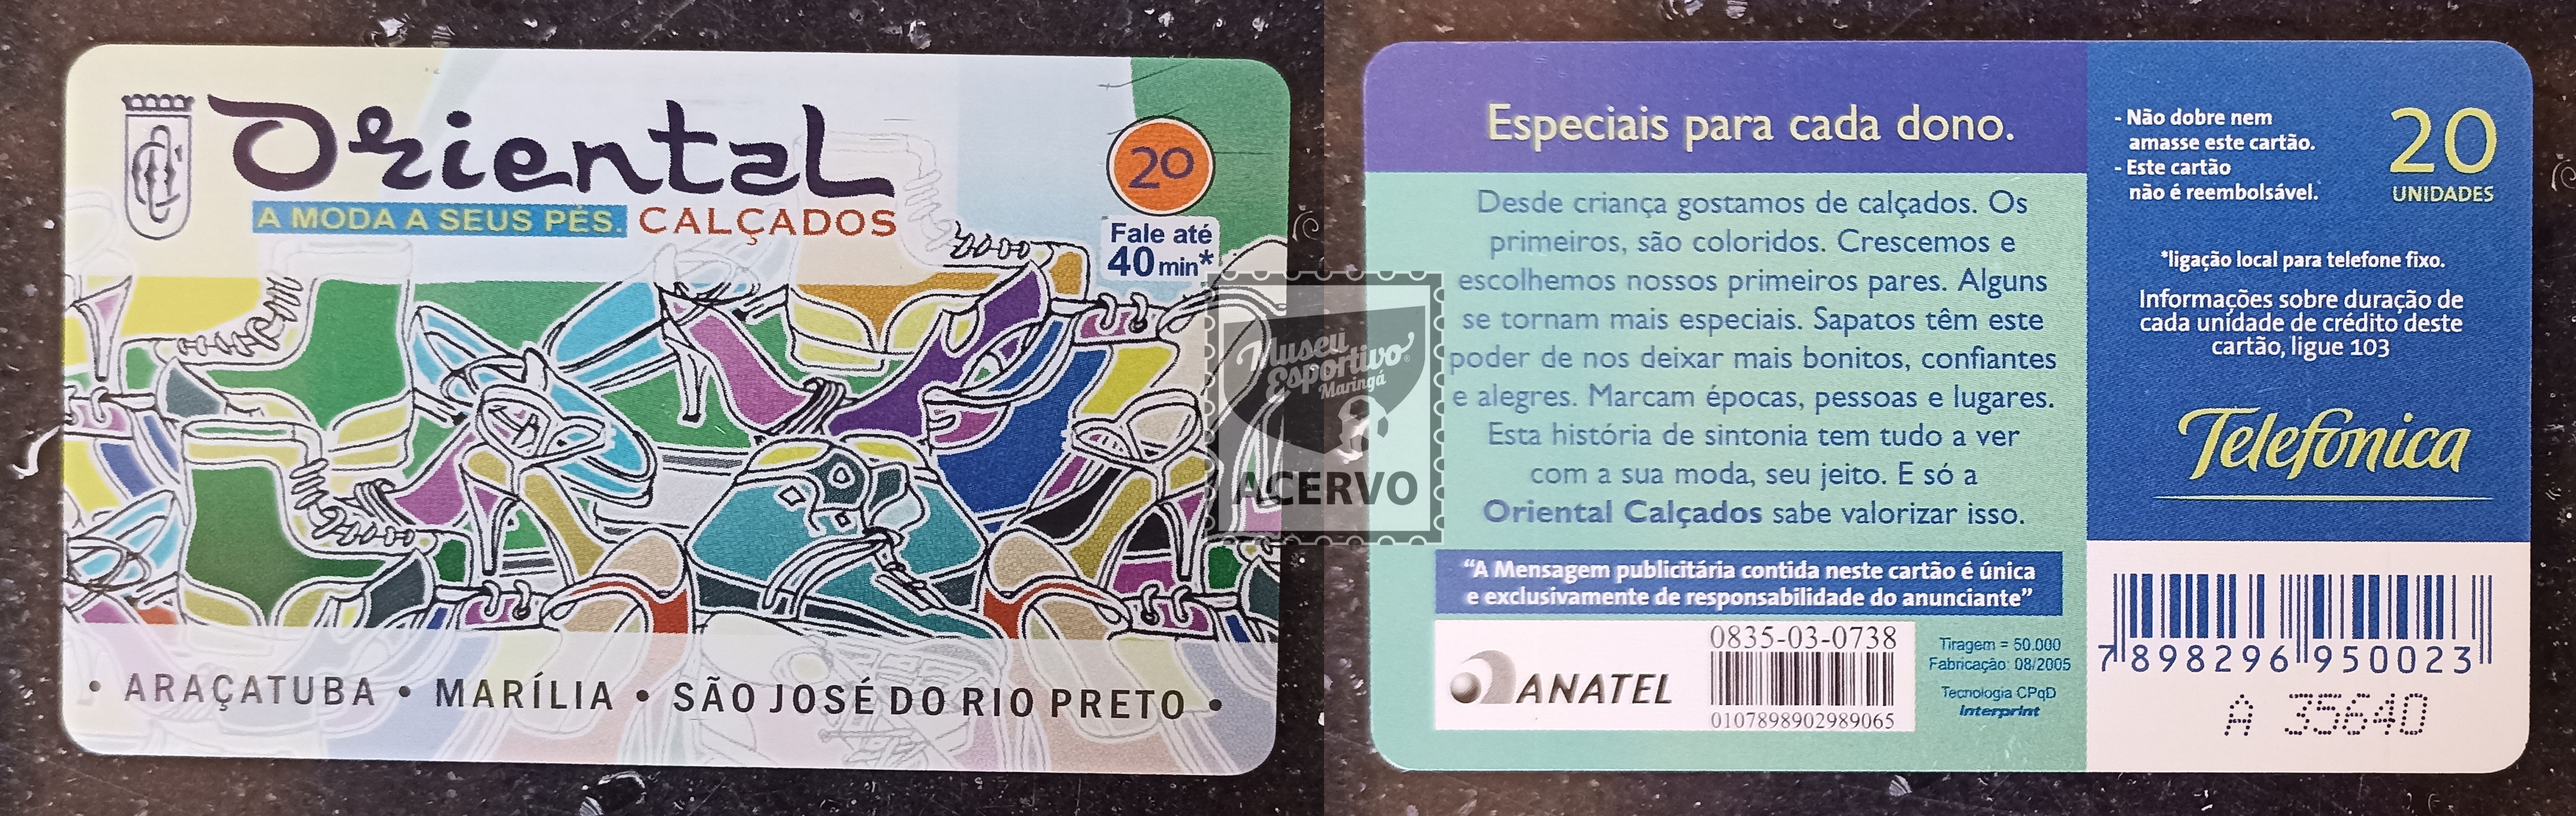 Oriental
A MODA A SEUS PÉS. CALÇADOS
20
Fale até
40 min*
• ARAÇATUBA • MARÍLIA • SÃO JOSÉ DO RIO PRETO •
Museu
Esportivo
Maringá
ACERVO
Especiais para cada dono.
Desde criança gostamos de calçados. Os
primeiros, são coloridos. Crescemos e
escolhemos nossos primeiros pares. Alguns
se tornam mais especiais. Sapatos têm este
poder de nos deixar mais bonitos, confiantes
e alegres. Marcam épocas, pessoas e lugares.
Esta história de sintonia tem tudo a ver
com a sua moda, seu jeito. E só a
Oriental Calçados sabe valorizar isso.
“A Mensagem publicitária contida neste cartão é única
e exclusivamente de responsabilidade do anunciante”
ANATEL
0835-03-0738
0107898902989065
Tiragem = 50.000
Fabricação: 08/2005
Tecnologia CPqD
Interprint
- Não dobre nem
amasse este cartão.
- Este cartão
não é reembolsável.
20
UNIDADES
*ligação local para telefone fixo.
Informações sobre duração de
cada unidade de crédito deste
cartão, ligue 103
Telefónica
7 898296 950023
A 35640